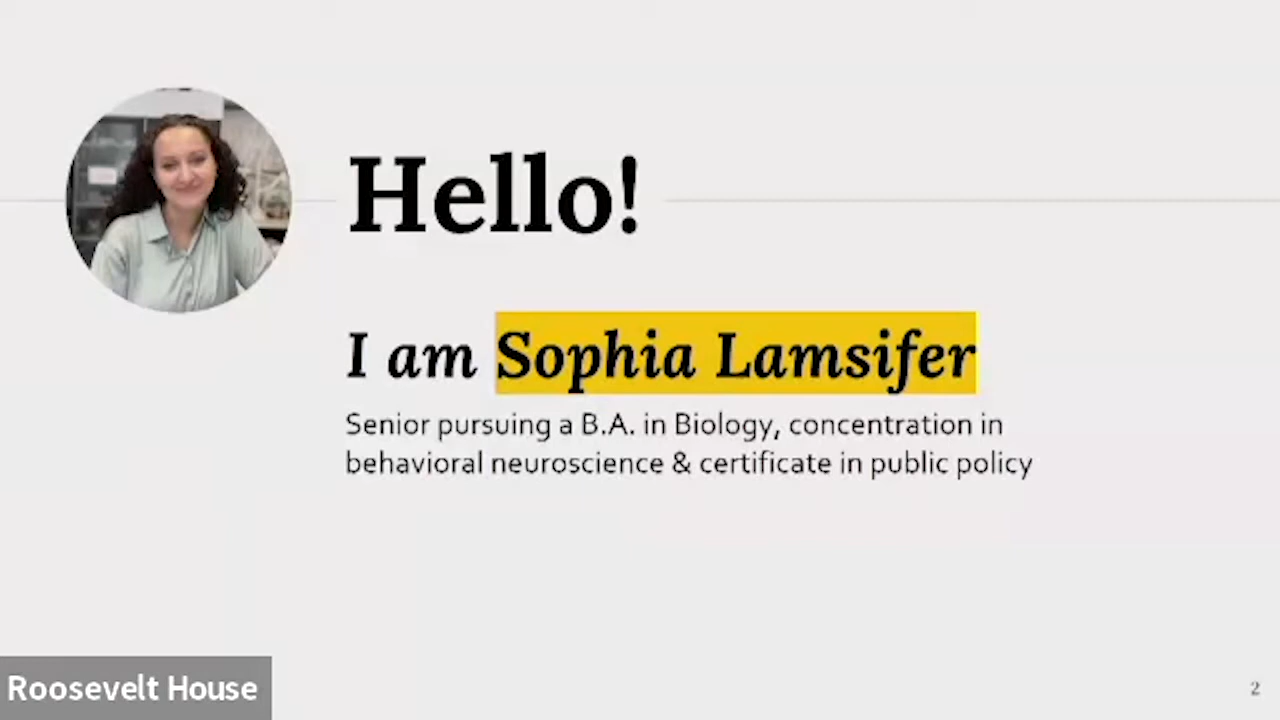 Hello!
I am Sophia Lamsifer
Senior pursuing a B.A. in Biology, concentration in
behavioral neuroscience & certificate in public policy
Roosevelt House
2